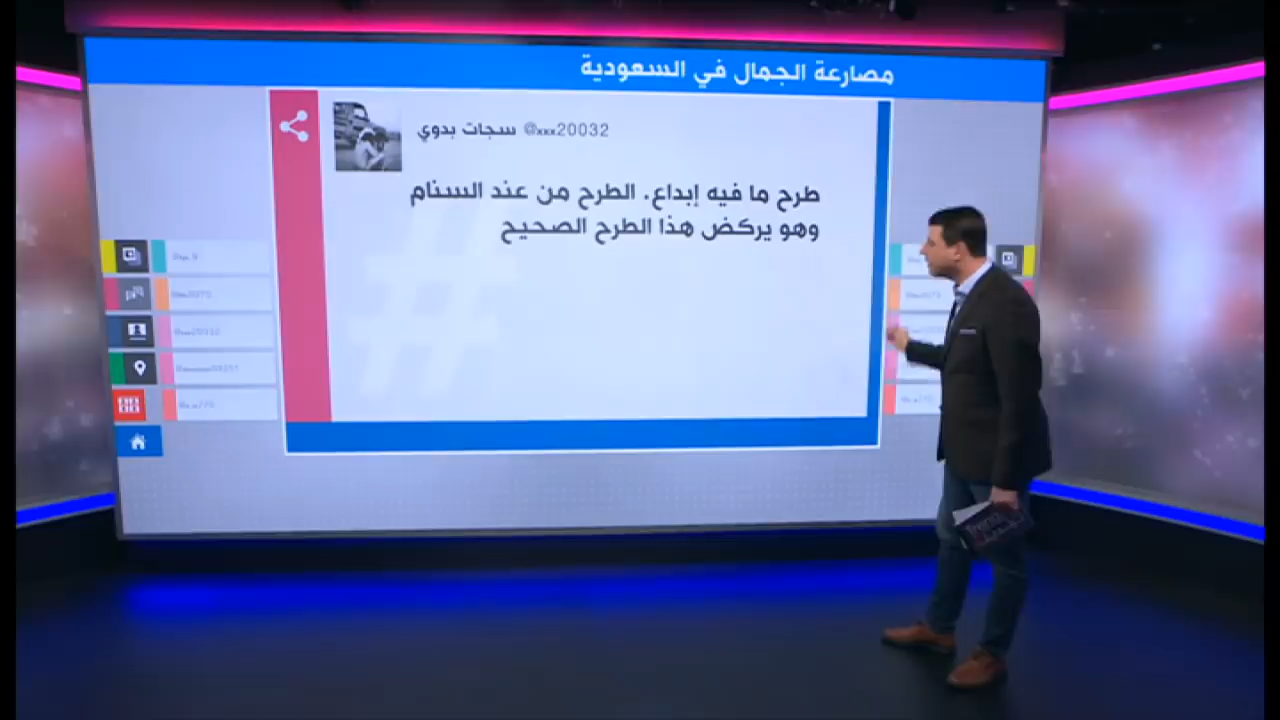 مصارعة الجمال في السعودية
سجات بدوي @xxx20032
طرح ما فيه إبداع. الطرح من عند السنام
وهو يركض هذا الطرح الصحيح